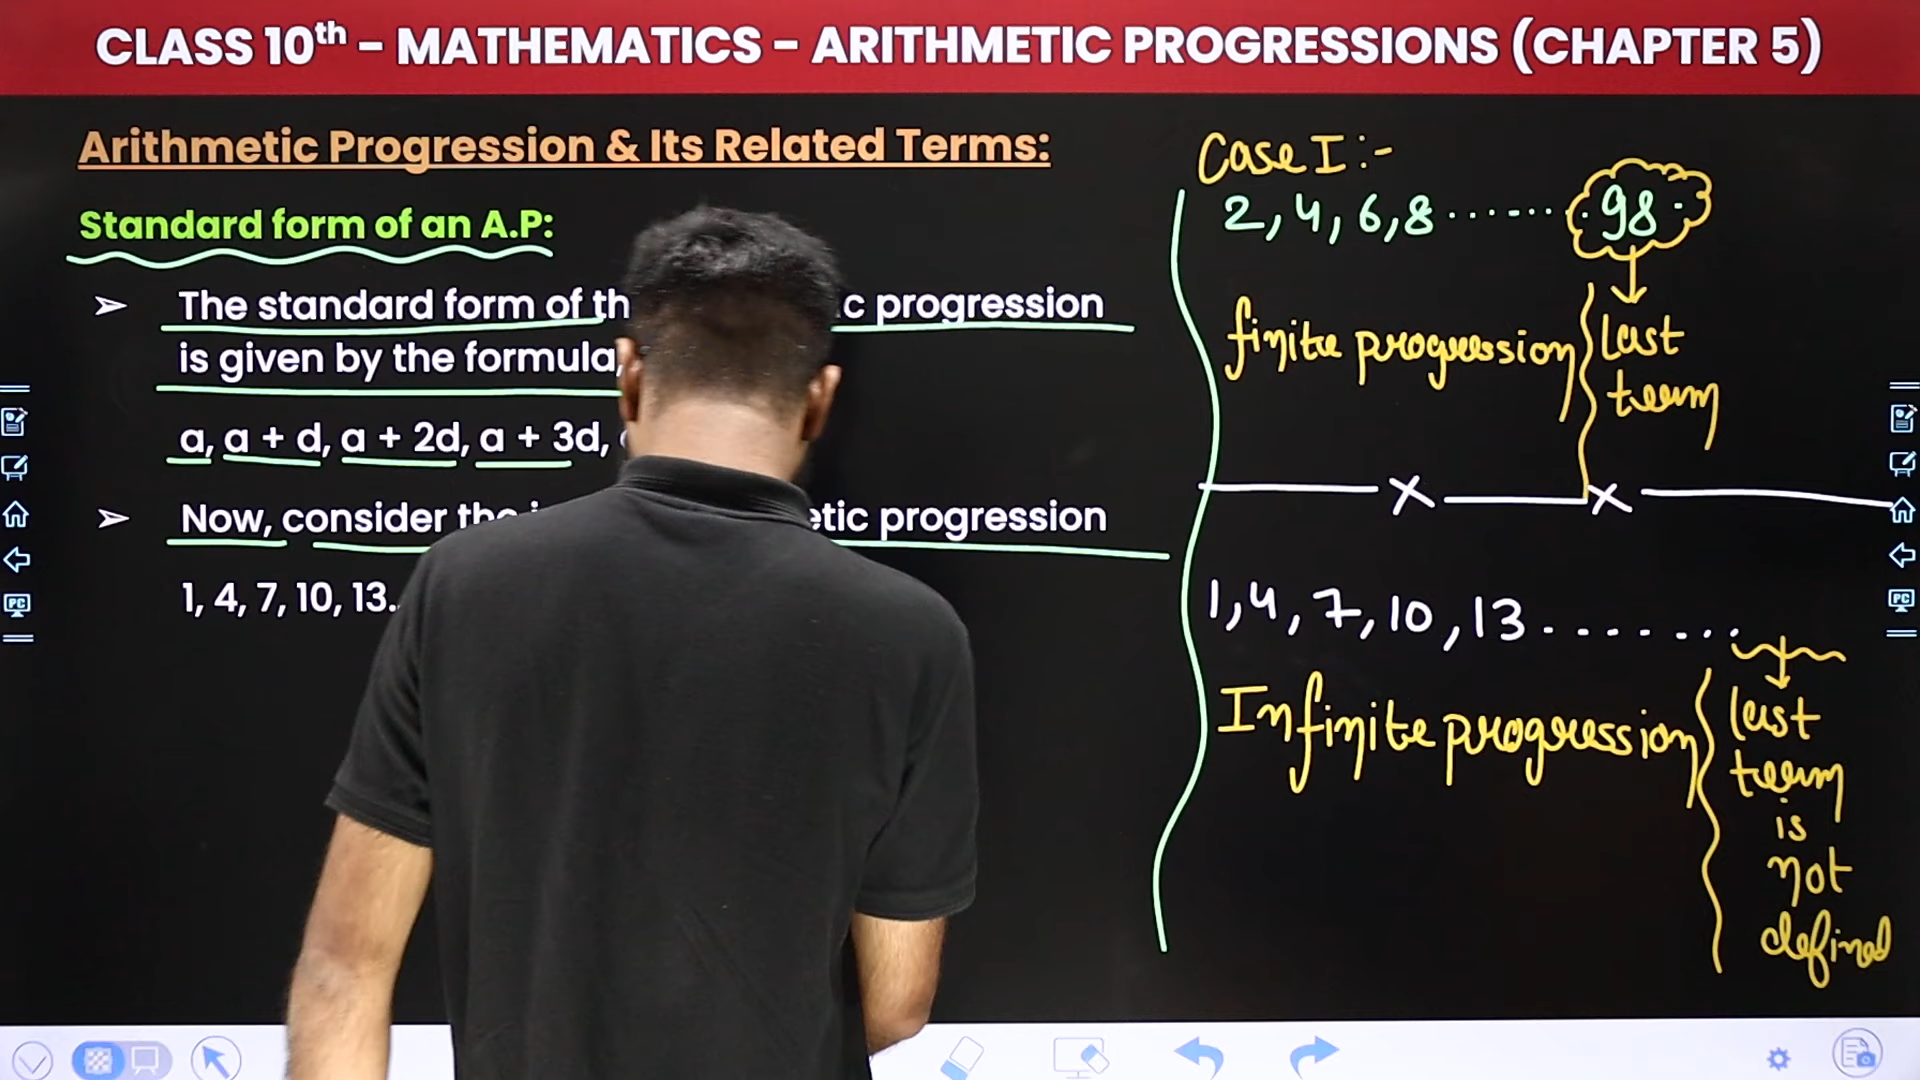 CLASS 10th - MATHEMATICS - ARITHMETIC PROGRESSIONS (CHAPTER 5)
Arithmetic Progression & Its Related Terms:
Standard form of an A.P:
➢ The standard form of th c progression
is given by the formula,
a, a + d, a + 2d, a + 3d,
➢ Now, consider the etic progression
1, 4, 7, 10, 13..
Case I :-
2, 4, 6, 8 ........ 98
finite progression
last
term
1, 4, 7, 10, 13 ........
Infinite progression
last
term
is
not
defined
PC
PC